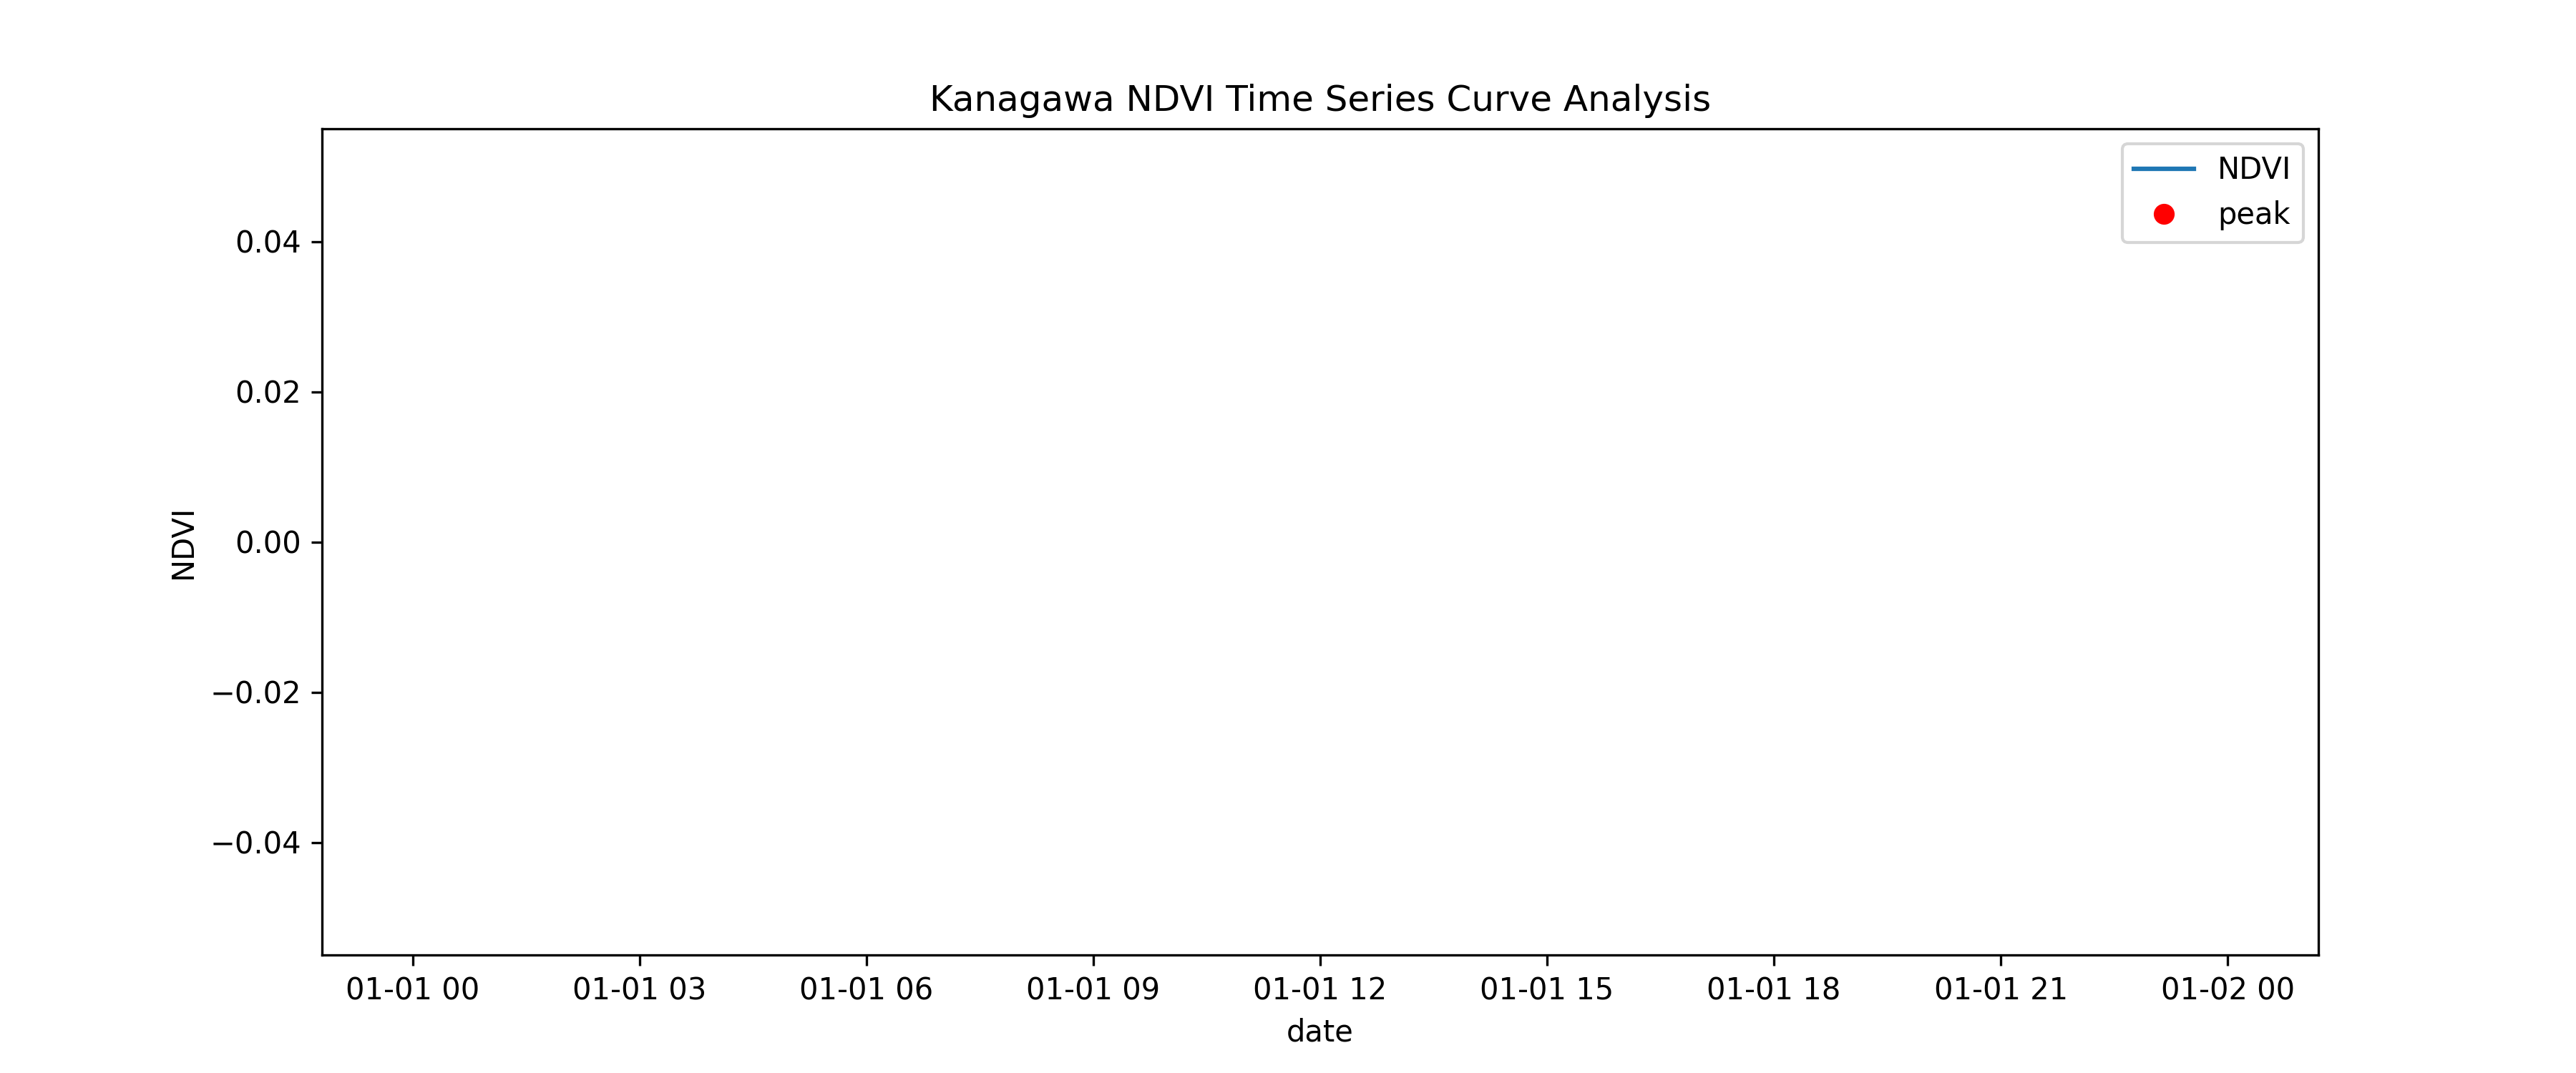 Kanagawa NDVI Time Series Curve Analysis
NDVI
peak
0.04
0.02
0.00
−0.02
−0.04
NDVI
01-01 00 01-01 03 01-01 06 01-01 09 01-01 12 01-01 15 01-01 18 01-01 21 01-02 00
date